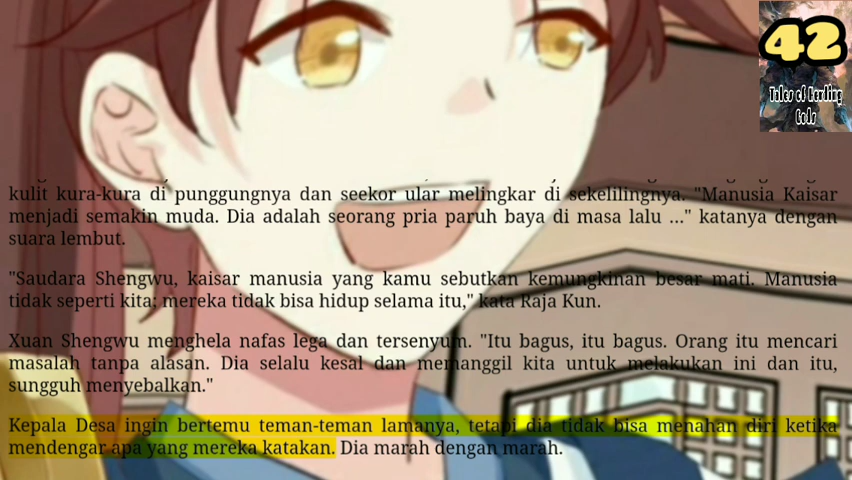 42
Tales of Herding
Gods
kulit kura-kura di punggungnya dan seekor ular melingkar di sekelilingnya. "Manusia Kaisar
menjadi semakin muda. Dia adalah seorang pria paruh baya di masa lalu ..." katanya dengan
suara lembut.
"Saudara Shengwu, kaisar manusia yang kamu sebutkan kemungkinan besar mati. Manusia
tidak seperti kita; mereka tidak bisa hidup selama itu," kata Raja Kun.
Xuan Shengwu menghela nafas lega dan tersenyum. "Itu bagus, itu bagus. Orang itu mencari
masalah tanpa alasan. Dia selalu kesal dan memanggil kita untuk melakukan ini dan itu,
sungguh menyebalkan."
Kepala Desa ingin bertemu teman-teman lamanya, tetapi dia tidak bisa menahan diri ketika
mendengar apa yang mereka katakan. Dia marah dengan marah.